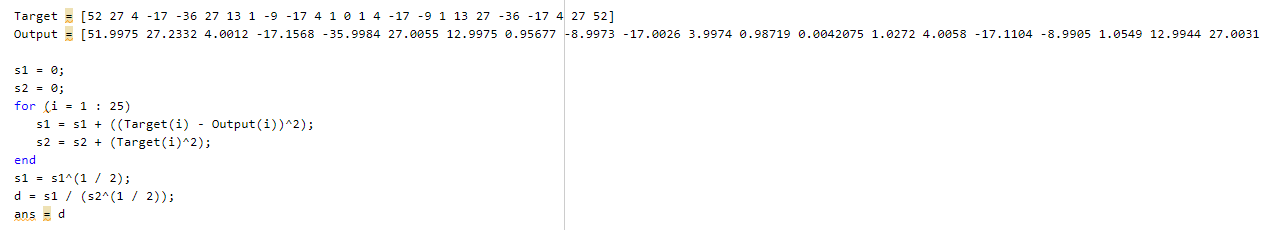 Target = [52 27 4 -17 -36 27 13 1 -9 -17 4 1 0 1 4 -17 -9 1 13 27 -36 -17 4 27 52]
Output = [51.9975 27.2332 4.0012 -17.1568 -35.9984 27.0055 12.9975 0.95677 -8.9973 -17.0026 3.9974 0.98719 0.0042075 1.0272 4.0058 -17.1104 -8.9905 1.0549 12.9944 27.0031
s1 = 0;
s2 = 0;
for (i = 1 : 25)
s1 = s1 + ((Target(i) - Output(i))^2);
s2 = s2 + (Target(i)^2);
end
s1 = s1^(1 / 2);
d = s1 / (s2^(1 / 2));
ans = d